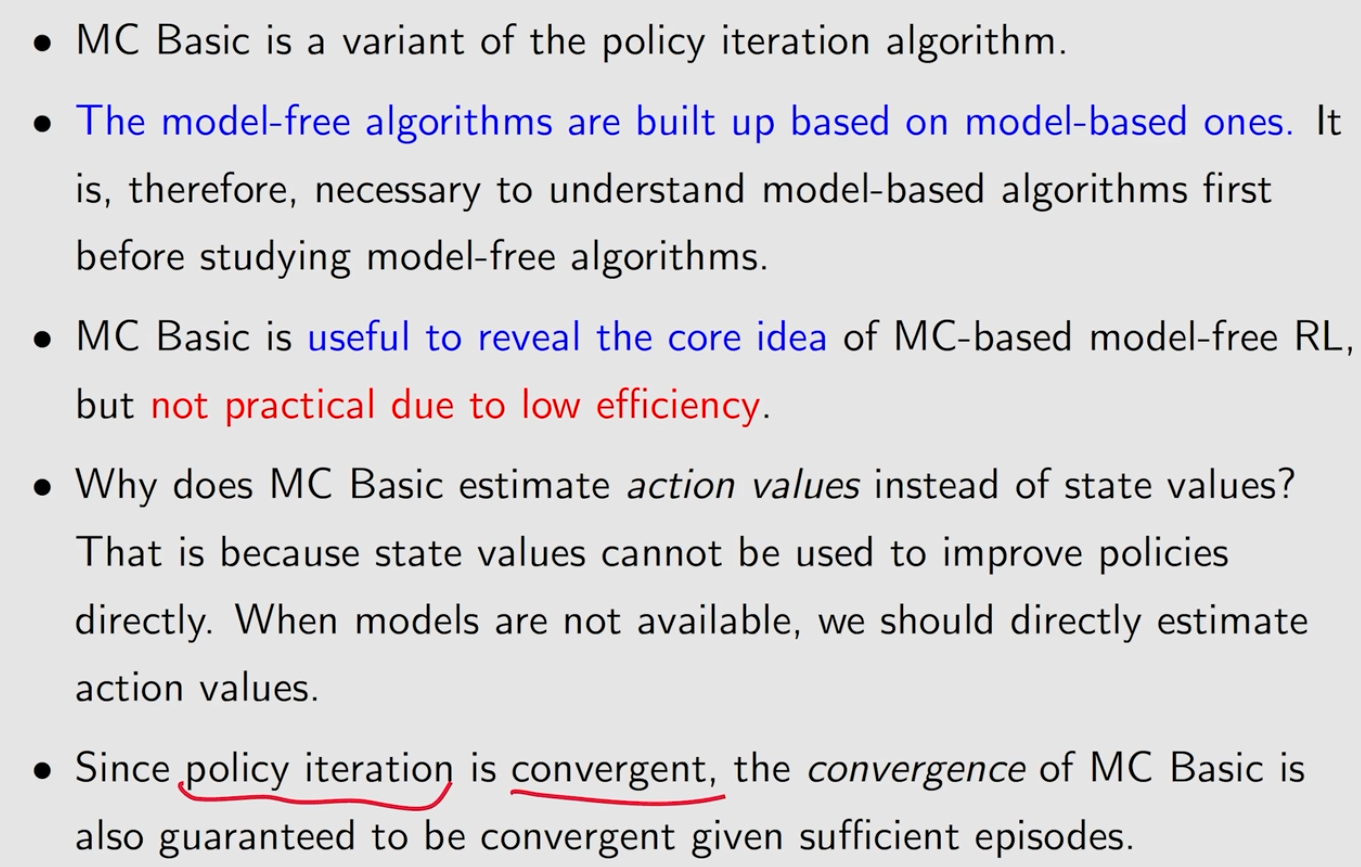 • MC Basic is a variant of the policy iteration algorithm.
• The model-free algorithms are built up based on model-based ones. It
is, therefore, necessary to understand model-based algorithms first
before studying model-free algorithms.
• MC Basic is useful to reveal the core idea of MC-based model-free RL,
but not practical due to low efficiency.
• Why does MC Basic estimate action values instead of state values?
That is because state values cannot be used to improve policies
directly. When models are not available, we should directly estimate
action values.
• Since policy iteration is convergent, the convergence of MC Basic is
also guaranteed to be convergent given sufficient episodes.